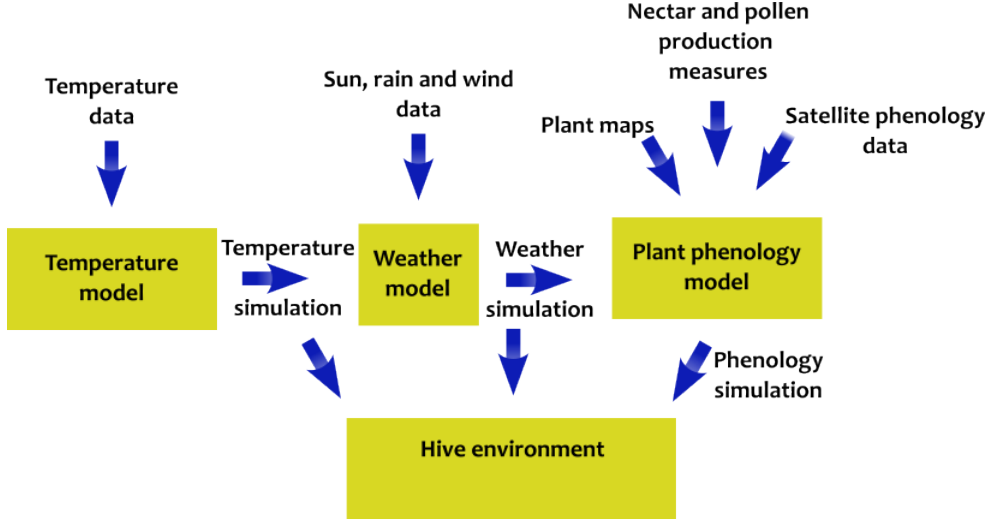 Nectar and pollen
production
measures
Temperature
data
Sun, rain and wind
data
Plant maps
Satellite phenology
data
Temperature
model
Temperature
simulation
Weather
model
Weather
simulation
Plant phenology
model
Phenology
simulation
Hive environment